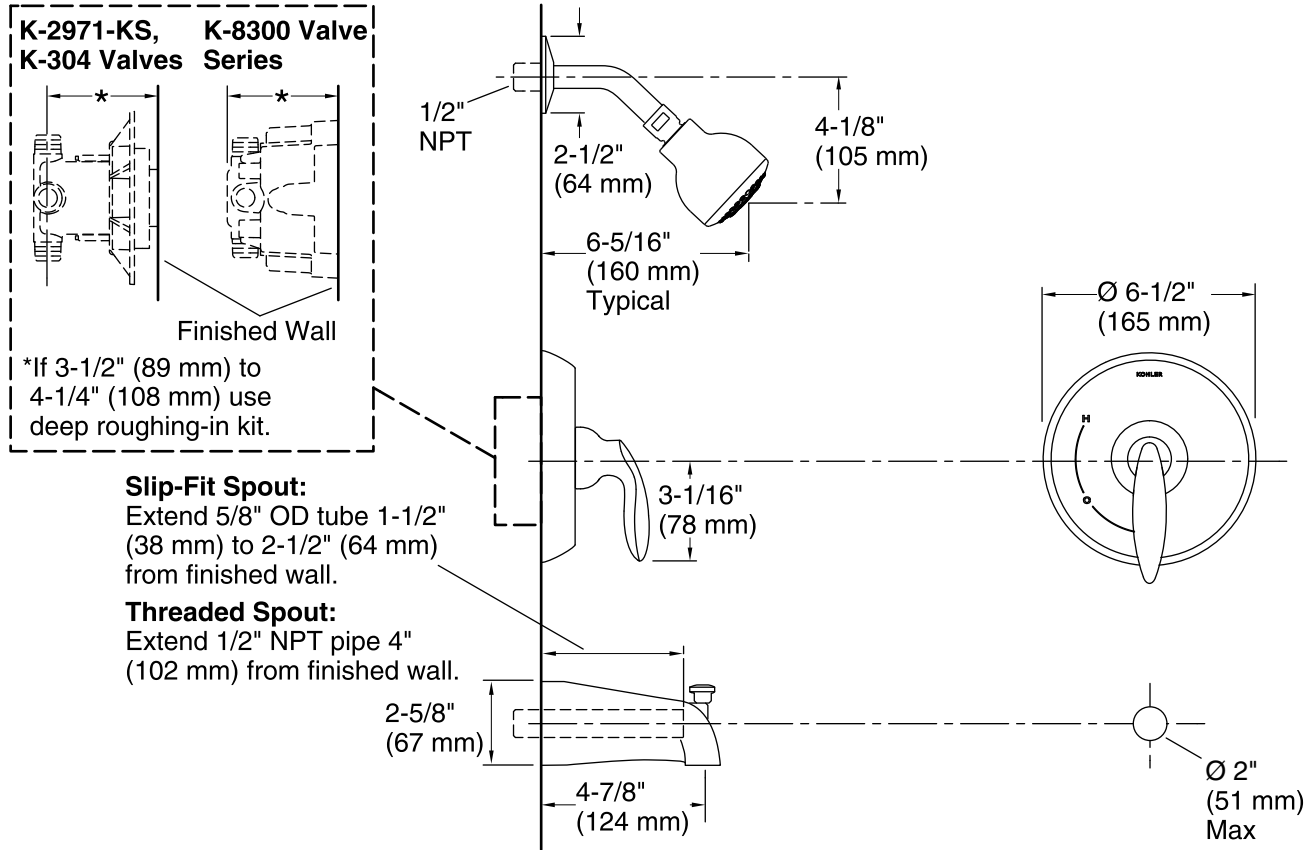 K-2971-KS,
K-304 Valves
K-8300 Valve
Series
*
*
Finished Wall
*If 3-1/2" (89 mm) to
4-1/4" (108 mm) use
deep roughing-in kit.
1/2"
NPT
2-1/2"
(64 mm)
4-1/8"
(105 mm)
6-5/16"
(160 mm)
Typical
Ø 6-1/2"
(165 mm)
KOHLER
H
C
3-1/16"
(78 mm)
Slip-Fit Spout:
Extend 5/8" OD tube 1-1/2"
(38 mm) to 2-1/2" (64 mm)
from finished wall.
Threaded Spout:
Extend 1/2" NPT pipe 4"
(102 mm) from finished wall.
2-5/8"
(67 mm)
4-7/8"
(124 mm)
Ø 2"
(51 mm)
Max